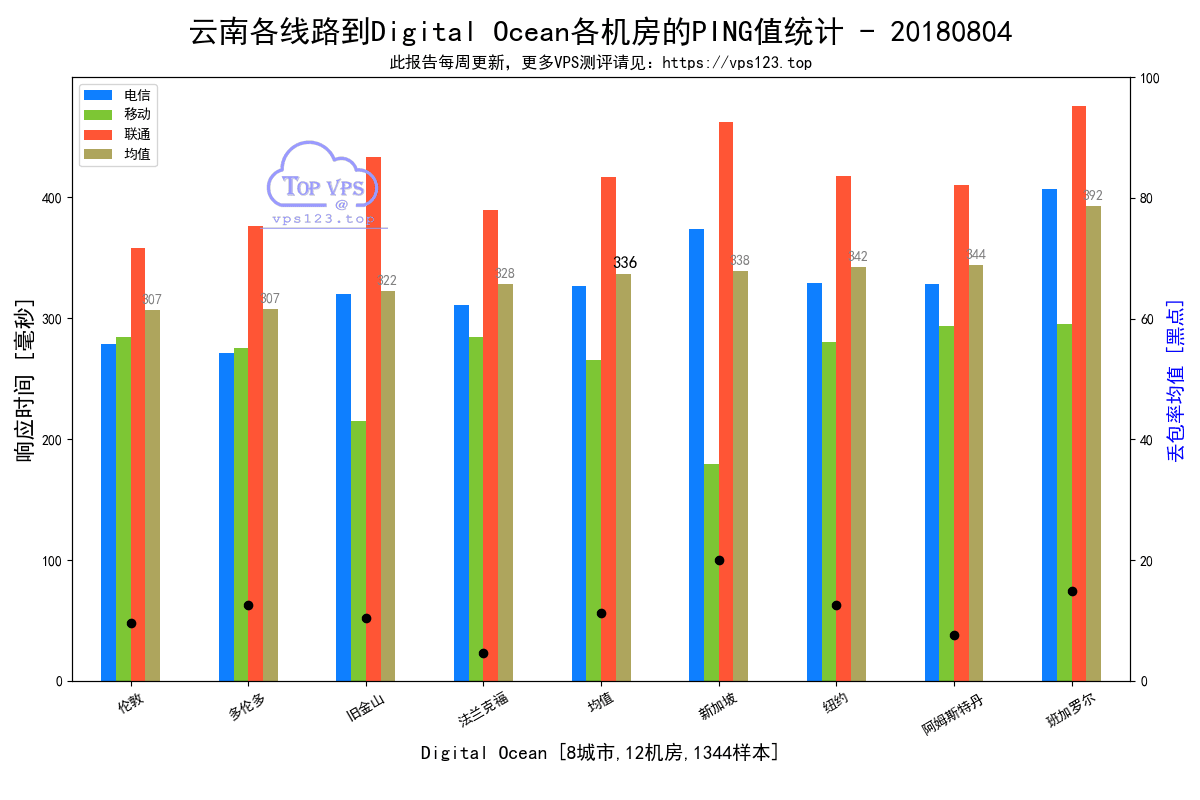 云南各线路到Digital Ocean各机房的PING值统计 - 20180804
此报告每周更新，更多VPS测评请见：https://vps123.top
电信
移动
联通
均值
TOP VPS
@
vps123.top
响应时间 [毫秒]
400
300
200
100
0
307
307
322
328
336
338
342
344
392
100
80
60
40
20
0
丢包率均值 [黑点]
伦敦
多伦多
旧金山
法兰克福
均值
新加坡
纽约
阿姆斯特丹
班加罗尔
Digital Ocean [8城市,12机房,1344样本]